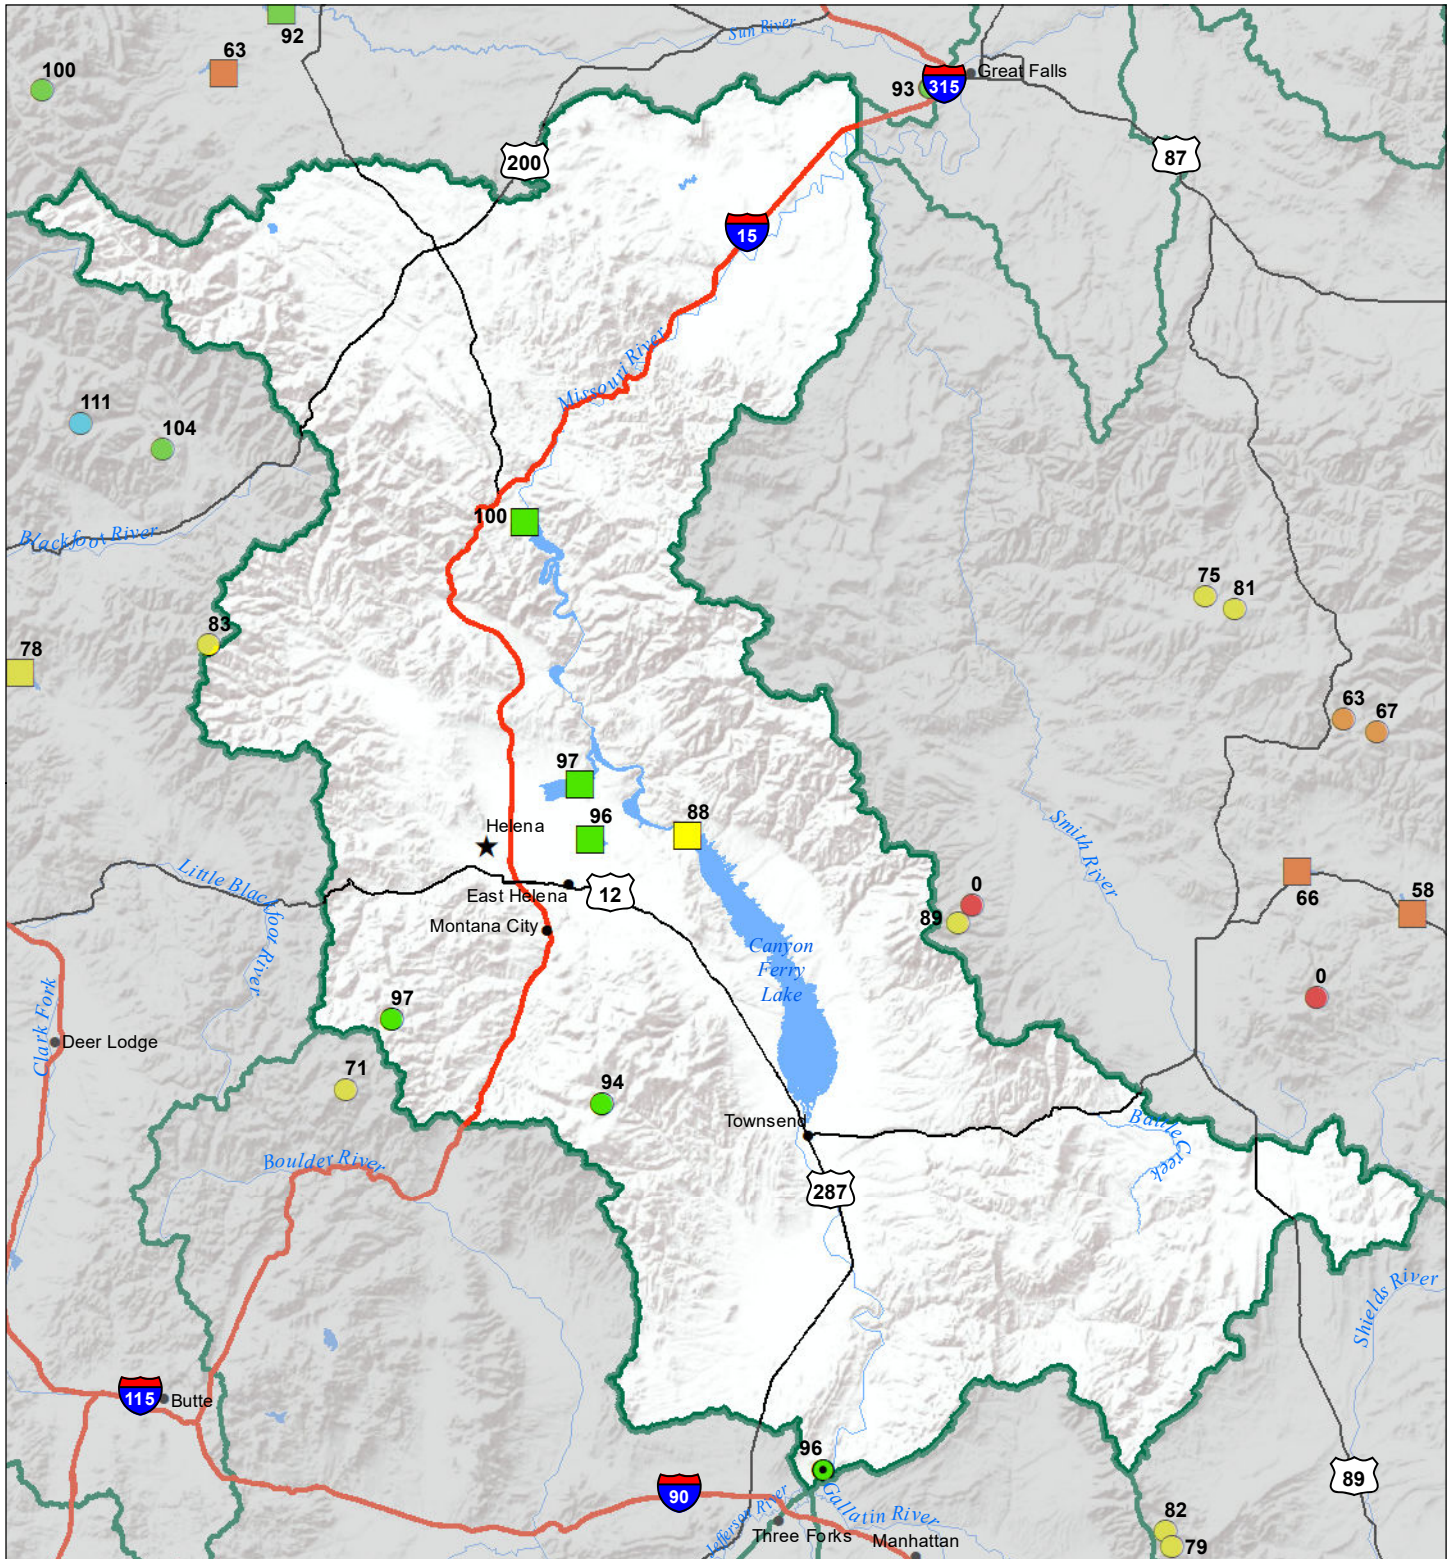 92
Sun River
63
100
93
315
Great Falls
200
87
15
Missouri River
111
104
100
Blackfoot River
75
81
83
78
63
67
97
96
88
Helena
Smith River
Little Blackfoot River
East Helena
12
66
58
0
89
Montana City
Canyon
Ferry
Lake
0
Clark Fork
97
Deer Lodge
71
94
Townsend
Battle Creek
Boulder River
287
Shields River
115
Butte
96
90
89
Jefferson River
Gallatin River
Three Forks
Manhattan
82
79